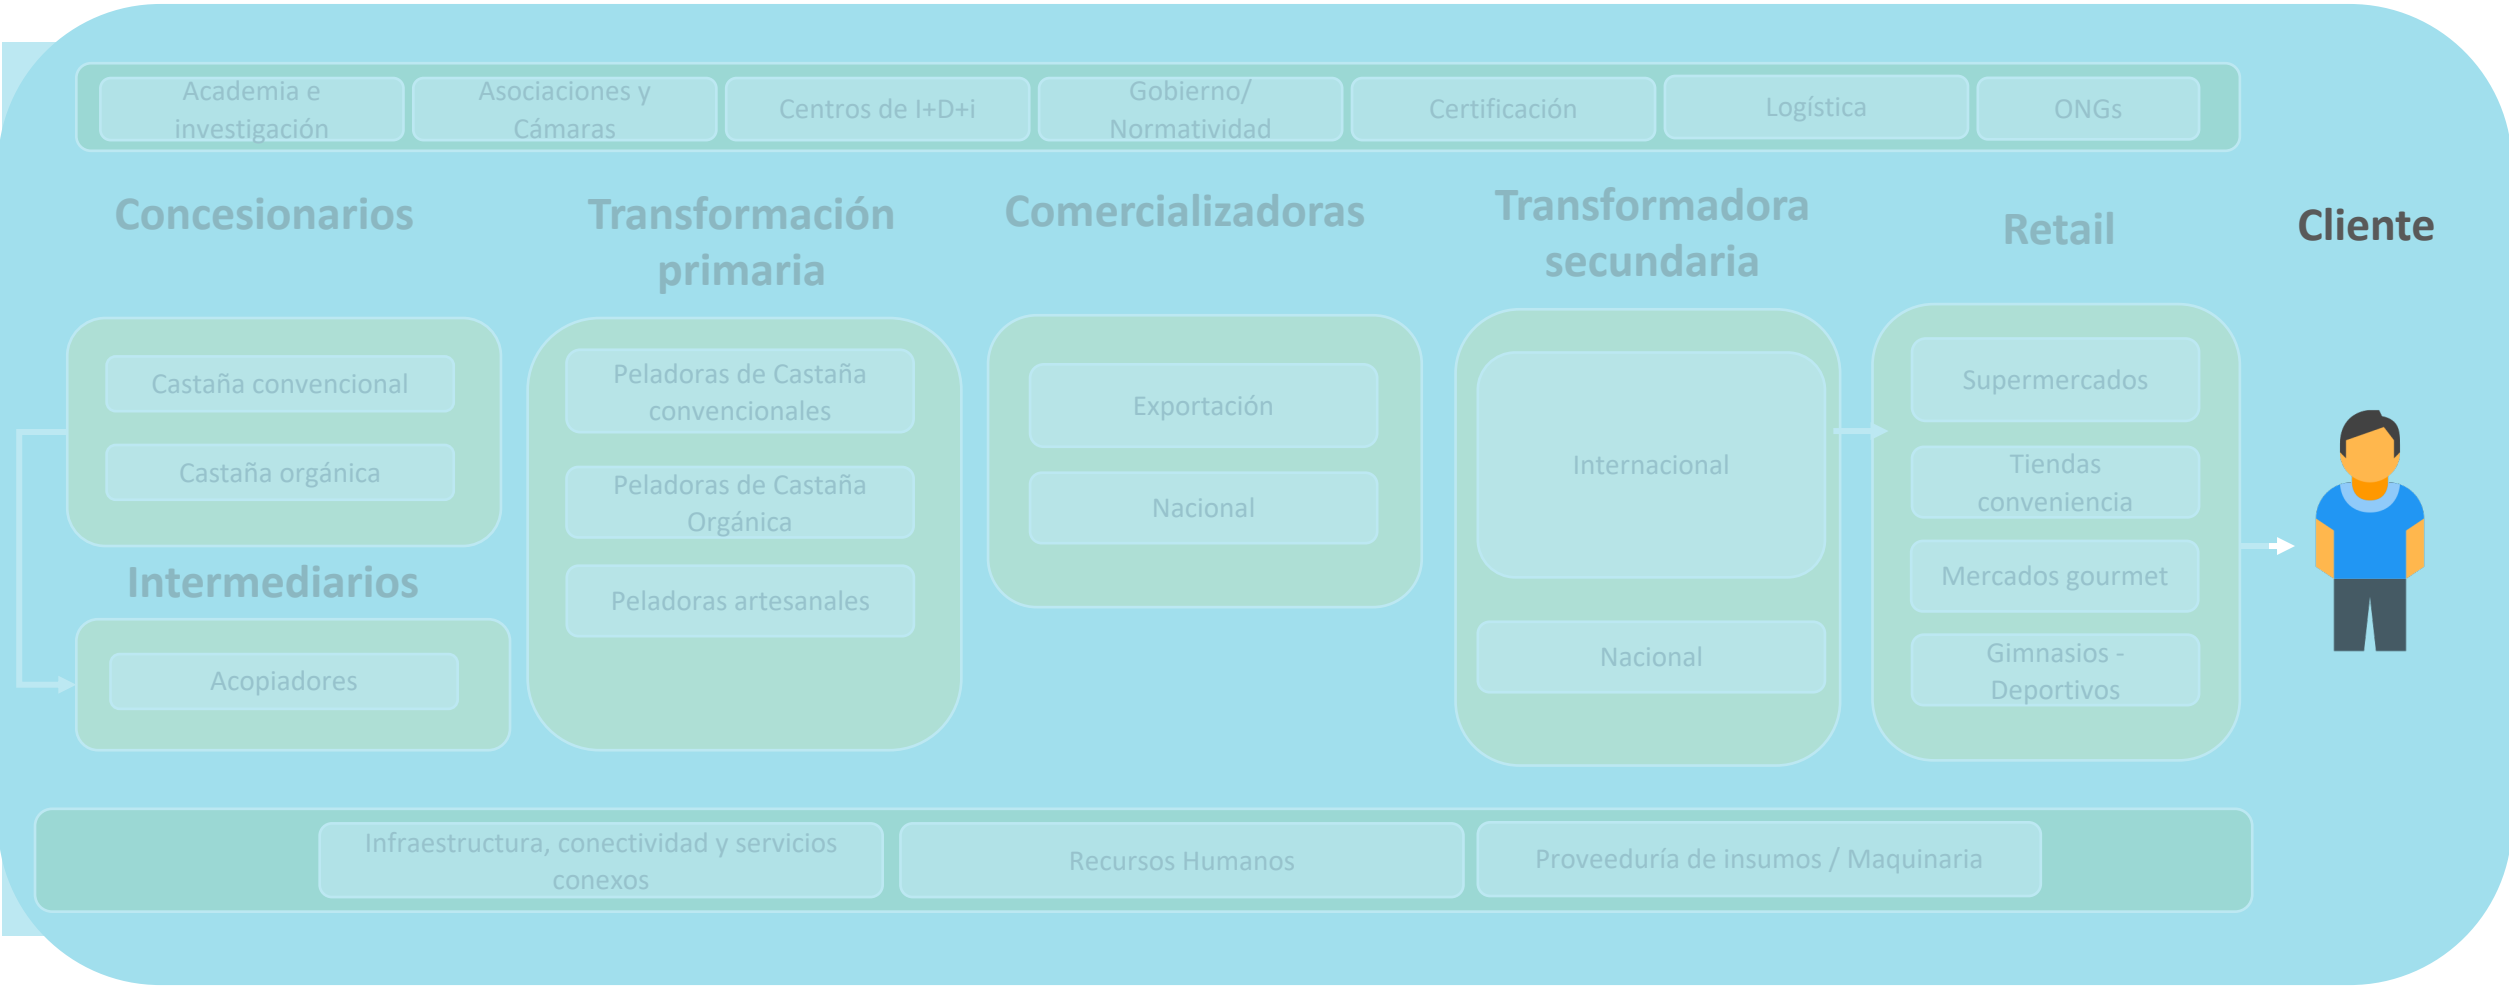 Academia e
investigación
Asociaciones y
Cámaras
Centros de I+D+i
Gobierno/
Normatividad
Certificación
Logística
ONGs
Concesionarios
Transformación
primaria
Comercializadoras
Transformadora
secundaria
Retail
Cliente
Castaña convencional
Castaña orgánica
Intermediarios
Acopiadores
Peladoras de Castaña
convencionales
Peladoras de Castaña
Orgánica
Peladoras artesanales
Exportación
Nacional
Internacional
Nacional
Supermercados
Tiendas
conveniencia
Mercados gourmet
Gimnasios -
Deportivos
Infraestructura, conectividad y servicios
conexos
Recursos Humanos
Proveeduría de insumos / Maquinaria